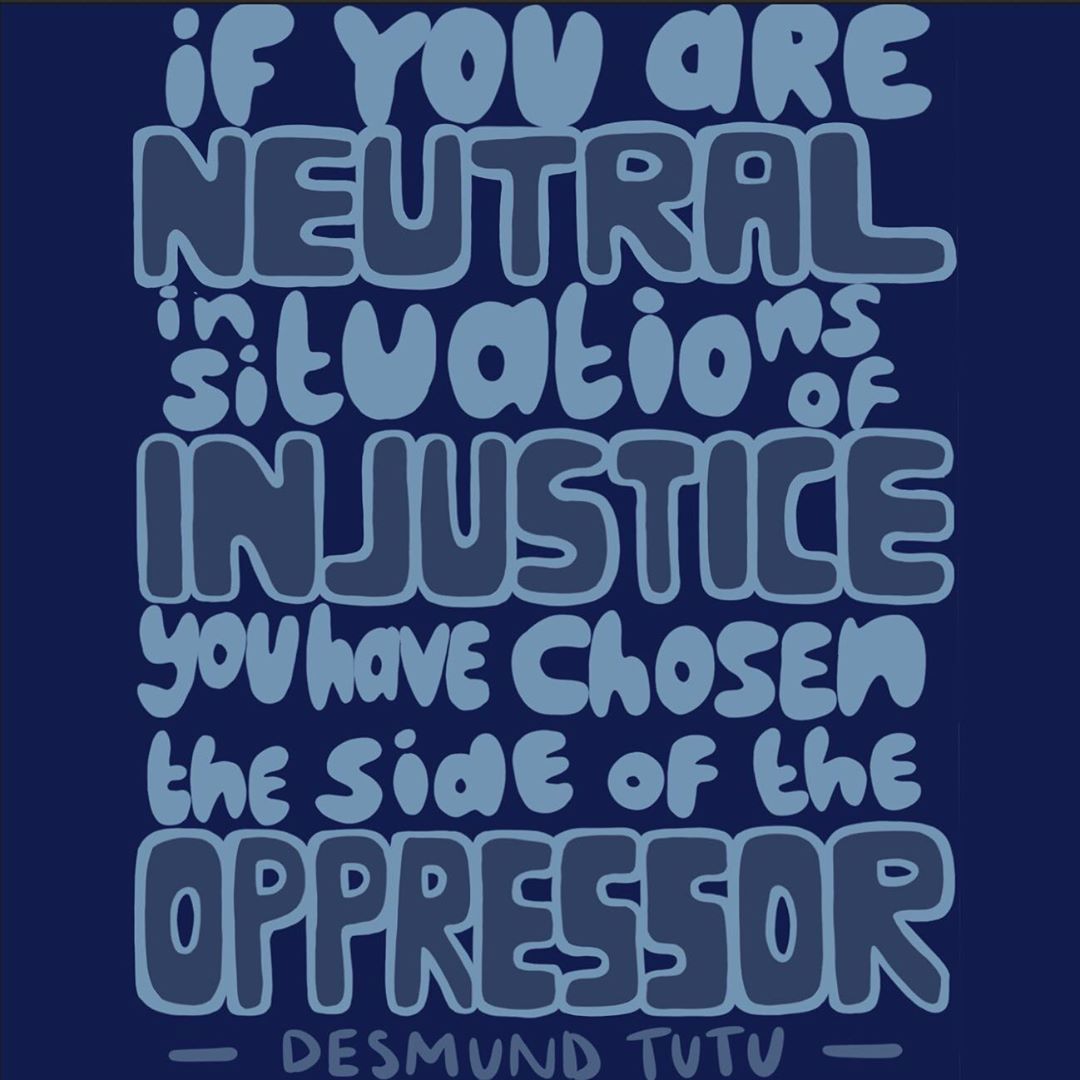 if YOU aRE
NEUTRAL
in situations of
INJUSTICE
you have ChOSEN
the SidE OF thE
OPPRESSOR
— DESMUND TUTU —